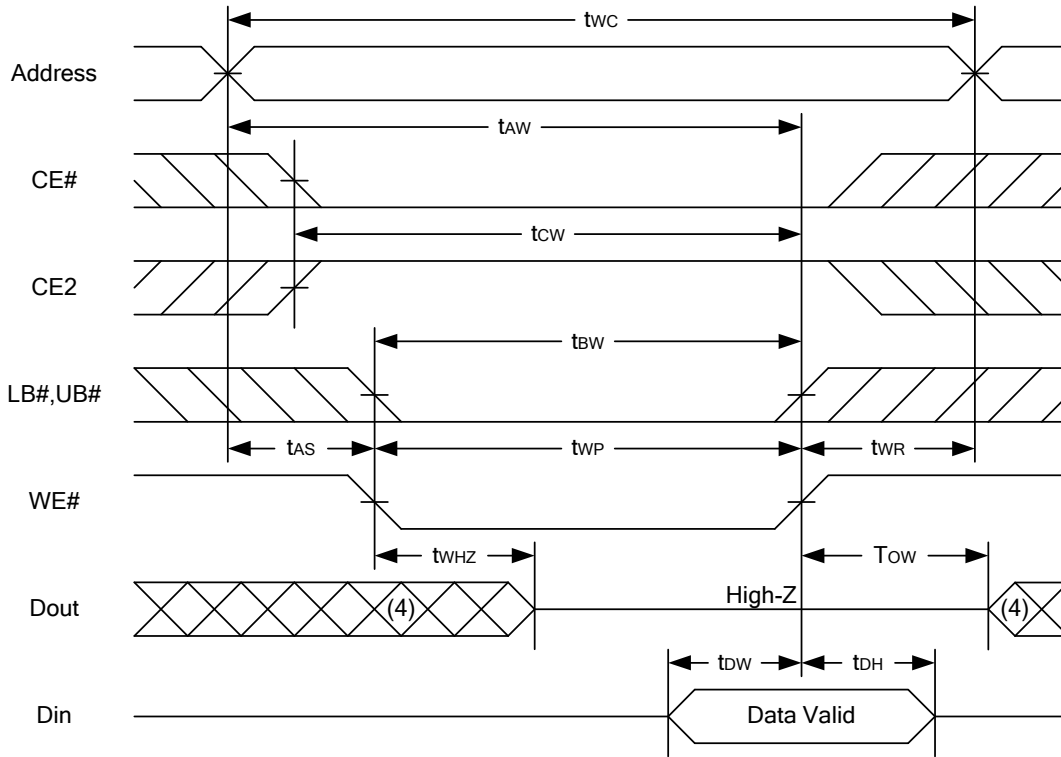 tWC
Address
tAW
CE#
tCW
CE2
tBW
LB#,UB#
tAS tWP tWR
WE#
tWHZ TOW
Dout (4) High-Z (4)
tDW tDH
Din Data Valid